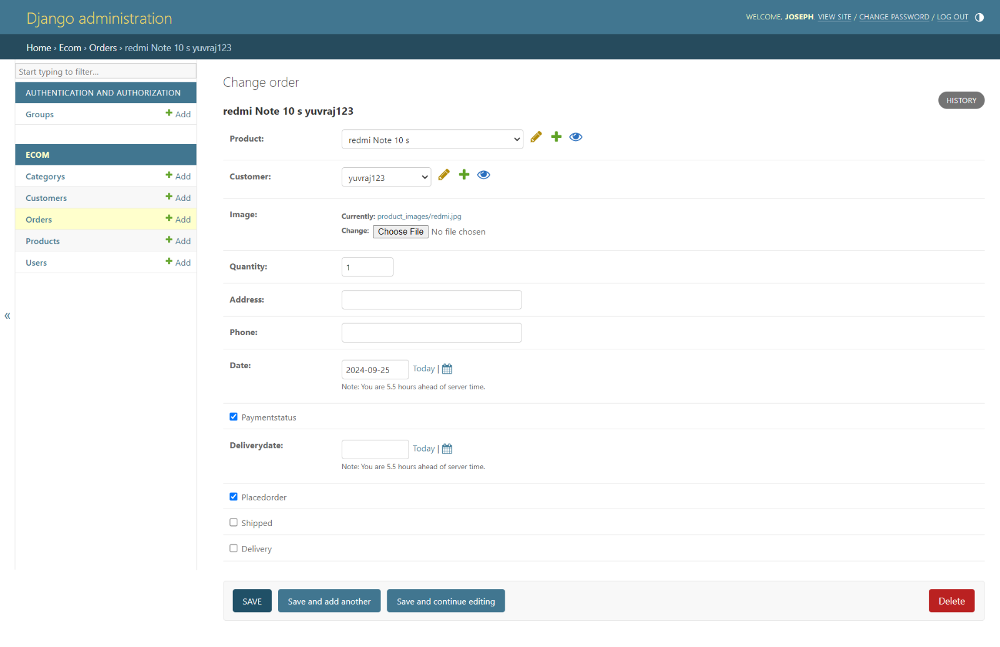 Django administration
WELCOME, JOSEPH. VIEW SITE / CHANGE PASSWORD / LOG OUT
Home › Ecom › Orders › redmi Note 10 s yuvraj123
Start typing to filter...
AUTHENTICATION AND AUTHORIZATION
Groups Add
ECOM
Categorys Add
Customers Add
Orders Add
Products Add
Users Add
«
Change order
HISTORY
redmi Note 10 s yuvraj123
Product: redmi Note 10 s
Customer: yuvraj123
Image: Currently: product_images/redmi.jpg
Change: Choose File No file chosen
Quantity: 1
Address:
Phone:
Date: 2024-09-25 Today |
Note: You are 5.5 hours ahead of server time.
Paymentstatus
Deliverydate: Today |
Note: You are 5.5 hours ahead of server time.
Placedorder
Shipped
Delivery
SAVE Save and add another Save and continue editing Delete